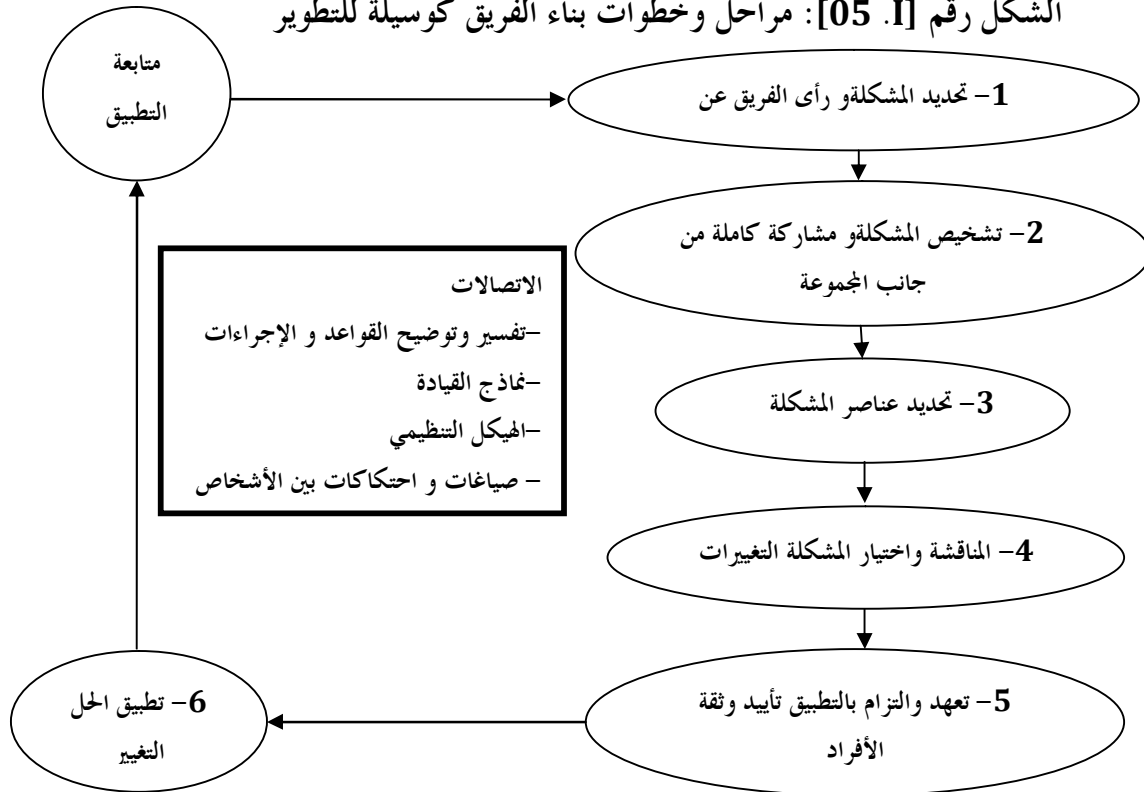 الشكل رقم [I. 05]: مراحل وخطوات بناء الفريق كوسيلة للتطوير
متابعة
التطبيق
1- تحديد المشكلةو رأى الفريق عن
2- تشخيص المشكلةو مشاركة كاملة من
جانب المجموعة
الاتصالات
-تفسير وتوضيح القواعد و الإجراءات
-نماذج القيادة
-الهيكل التنظيمي
- صياغات و احتكاكات بين الأشخاص
3- تحديد عناصر المشكلة
4- المناقشة واختيار المشكلة التغييرات
5- تعهد والتزام بالتطبيق تأييد وثقة
الأفراد
6- تطبيق الحل
التغيير